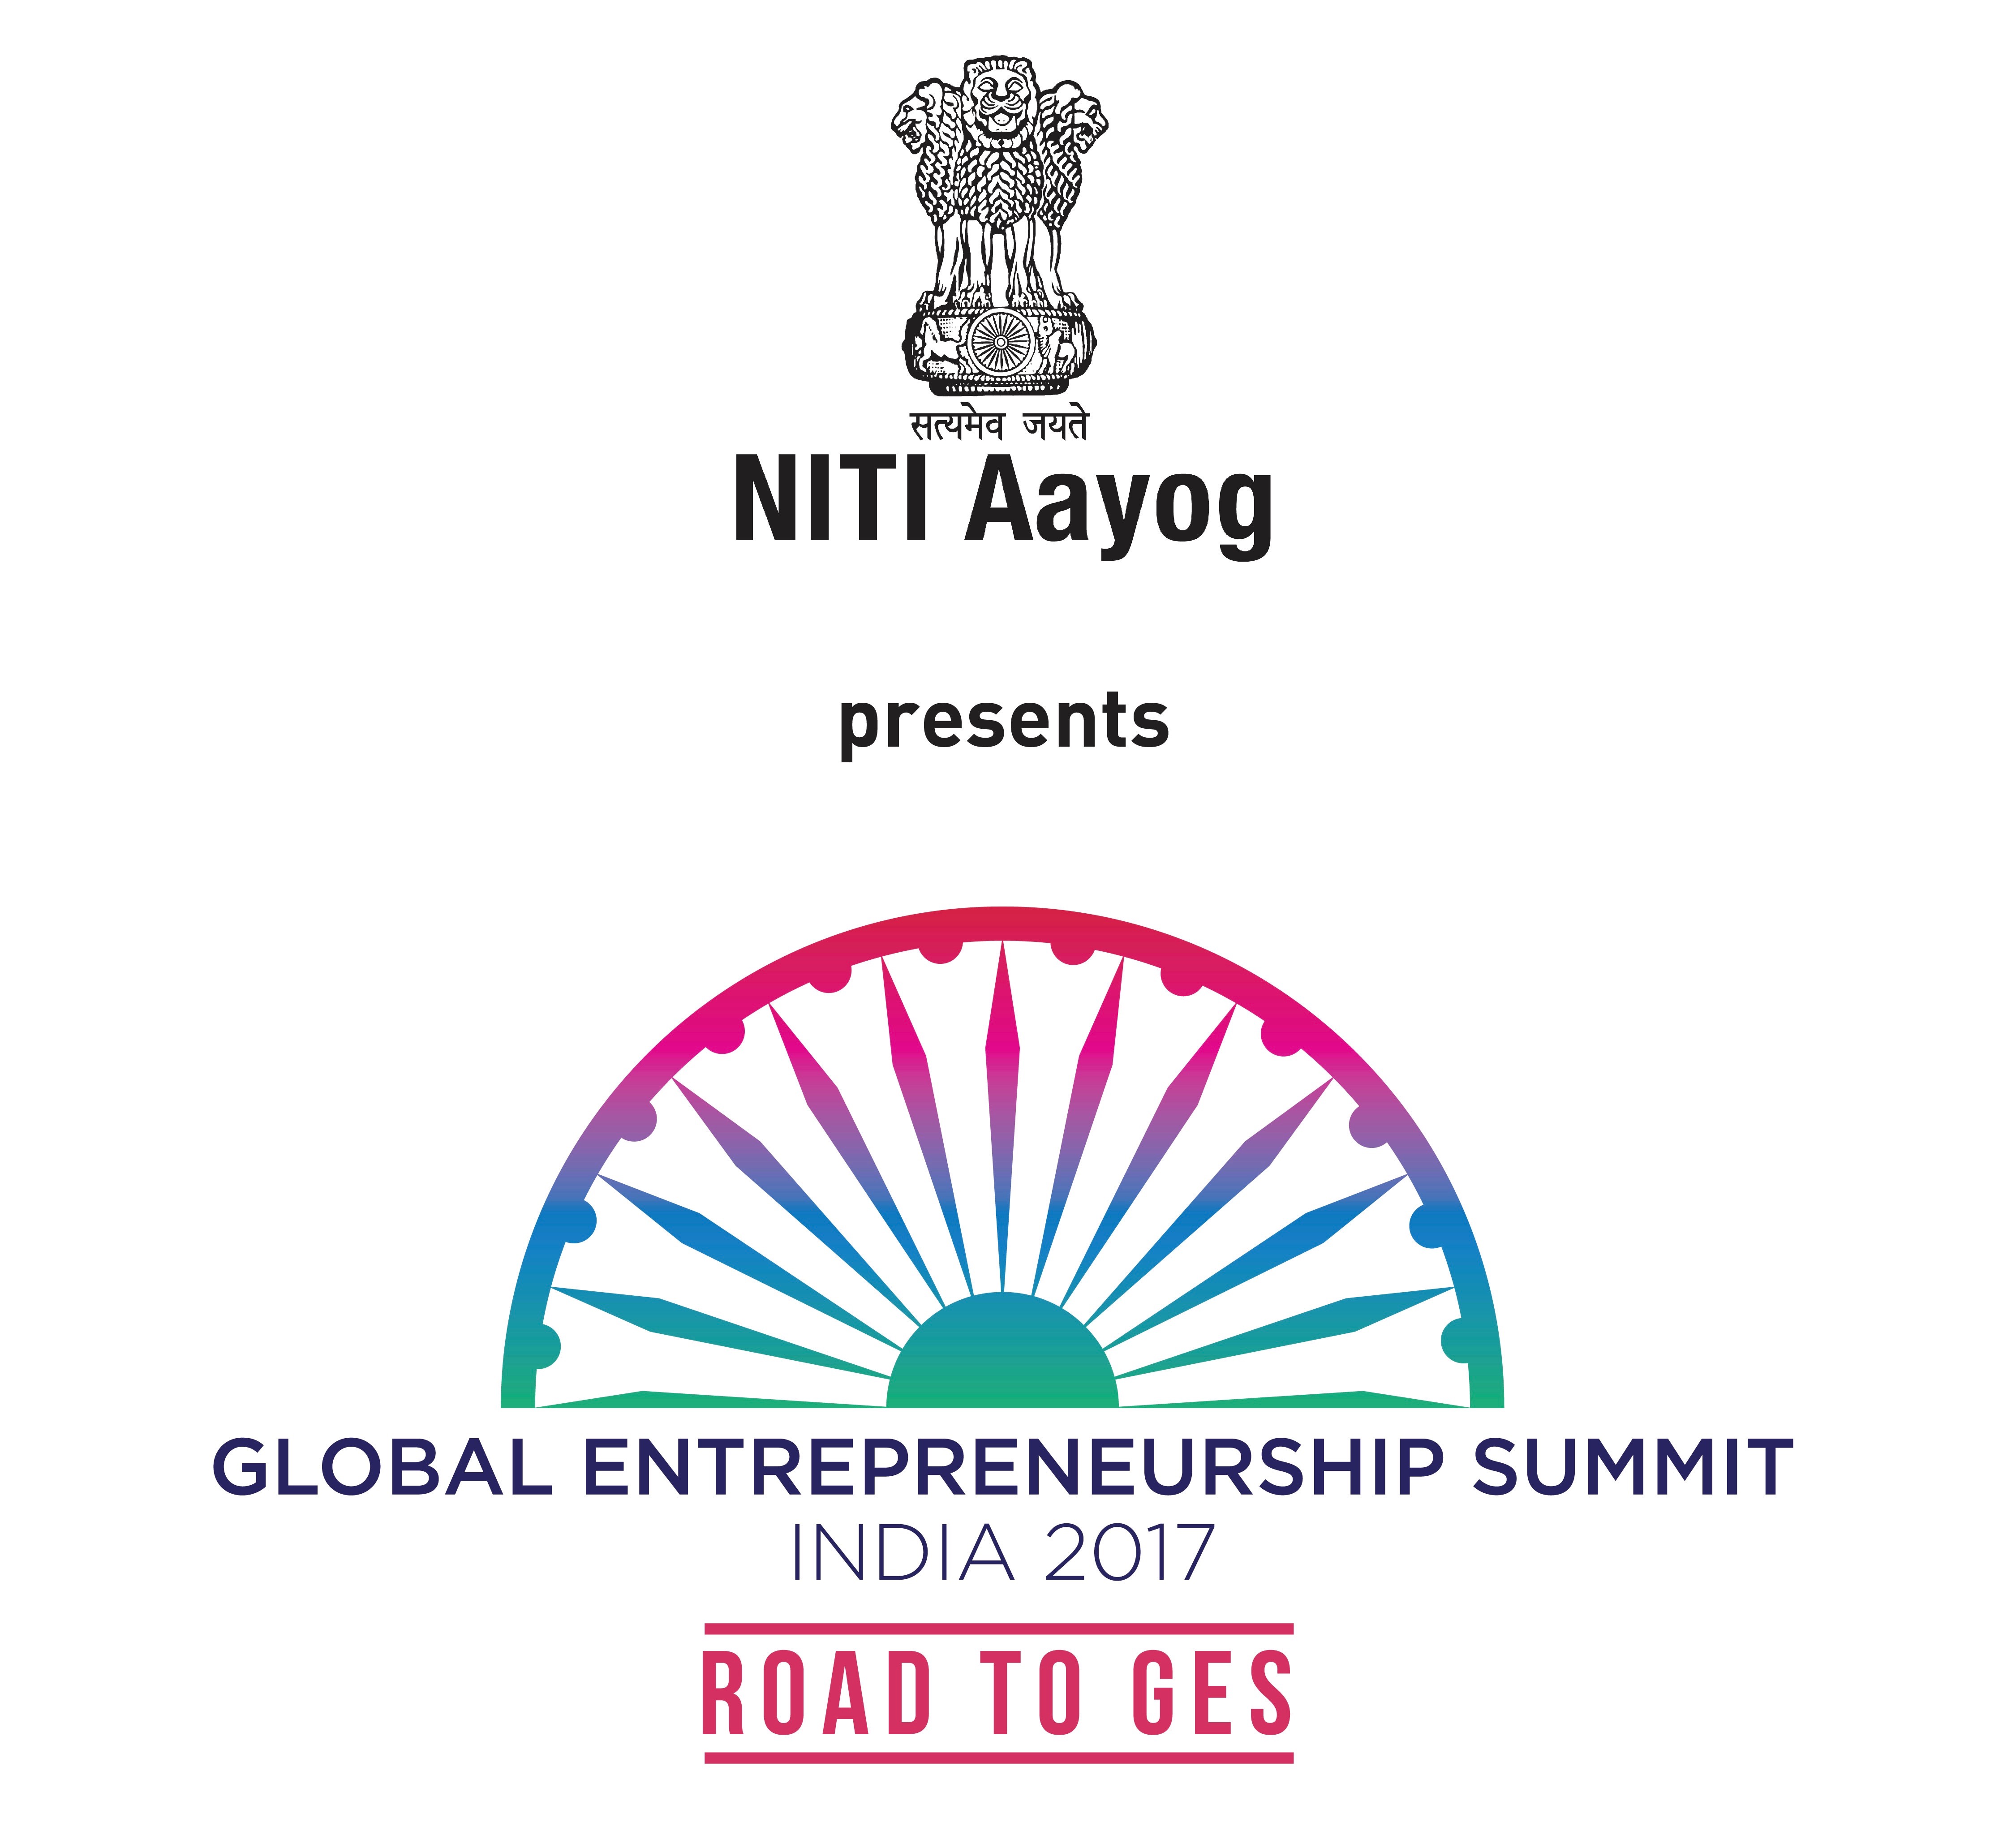 सत्यमेव जयते
NITI Aayog
presents
GLOBAL ENTREPRENEURSHIP SUMMIT
INDIA 2017
ROAD TO GES